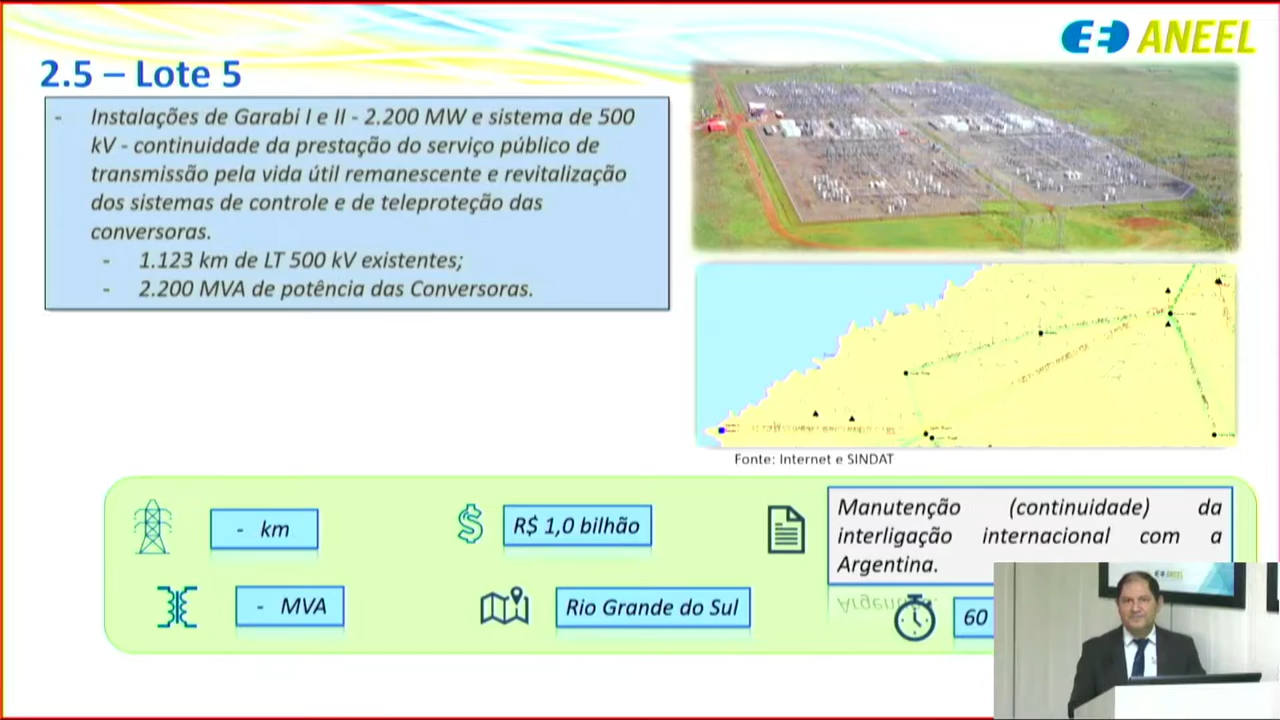 ANEEL
2.5 – Lote 5
- Instalações de Garabi I e II - 2.200 MW e sistema de 500
kV - continuidade da prestação do serviço público de
transmissão pela vida útil remanescente e revitalização
dos sistemas de controle e de teleproteção das
conversoras.
- 1.123 km de LT 500 kV existentes;
- 2.200 MVA de potência das Conversoras.
Fonte: Internet e SINDAT
- km
R$ 1,0 bilhão
Manutenção (continuidade) da
interligação internacional com a
Argentina.
- MVA
Rio Grande do Sul
60
ANEEL